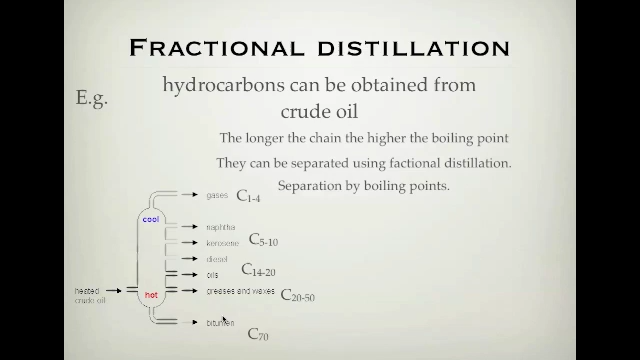 FRACTIONAL DISTILLATION
E.g.
hydrocarbons can be obtained from
crude oil
The longer the chain the higher the boiling point
They can be separated using factional distillation.
Separation by boiling points.
gases C1-4
cool
naphtha
kerosene C5-10
diesel
oils C14-20
heated
crude oil
hot
greases and waxes C20-50
bitumen
C70